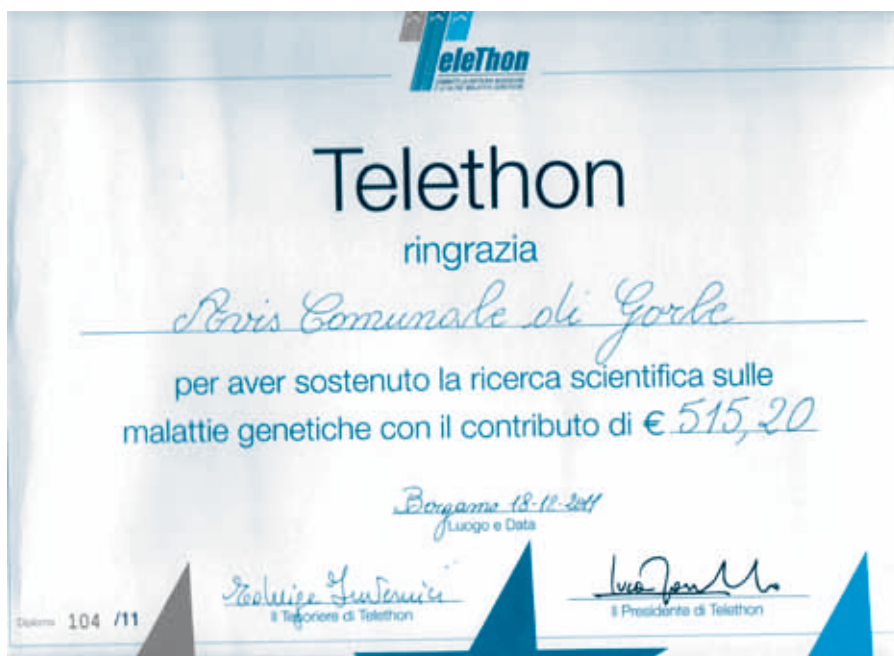 TeleThon
Telethon
ringrazia
Avis Comunale di Gorle
per aver sostenuto la ricerca scientifica sulle
malattie genetiche con il contributo di € 515,20
Bergamo 18-12-2011
Luogo e Data
Il Tesoriere di Telethon
Il Presidente di Telethon
Diploma 104 /11